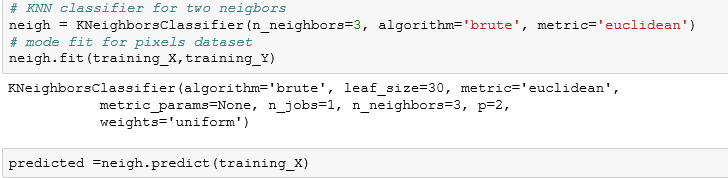 # KNN classifier for two neigbors
neigh = KNeighborsClassifier(n_neighbors=3, algorithm='brute', metric='euclidean')
# mode fit for pixels dataset
neigh.fit(training_X,training_Y)
KNeighborsClassifier(algorithm='brute', leaf_size=30, metric='euclidean',
metric_params=None, n_jobs=1, n_neighbors=3, p=2,
weights='uniform')
predicted =neigh.predict(training_X)